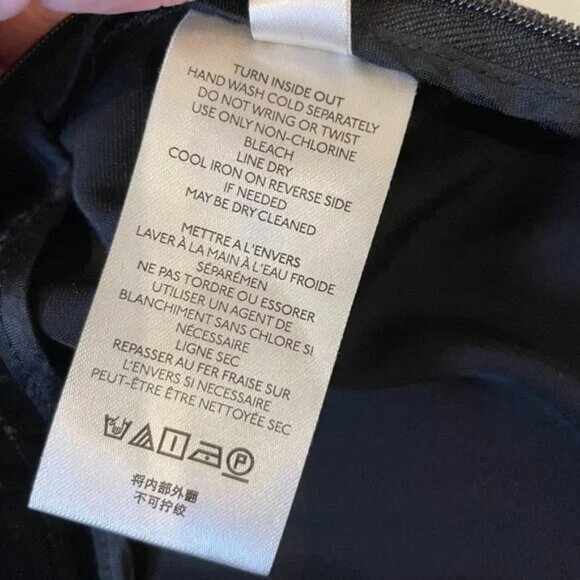 TURN INSIDE OUT
HAND WASH COLD SEPARATELY
DO NOT WRING OR TWIST
USE ONLY NON-CHLORINE
BLEACH
LINE DRY
COOL IRON ON REVERSE SIDE
IF NEEDED
MAY BE DRY CLEANED
METTRE A L'ENVERS
LAVER À LA MAIN À L'EAU FROIDE
SÉPARÉMEN
NE PAS TORDRE OU ESSORER
UTILISER UN AGENT DE
BLANCHIMENT SANS CHLORE SI
NÉCESSAIRE
LIGNE SEC
REPASSER AU FER FRAISE SUR
L'ENVERS SI NECESSAIRE
PEUT-ÊTRE ÊTRE NETTOYÉE SEC
P
将内部外翻
不可拧绞